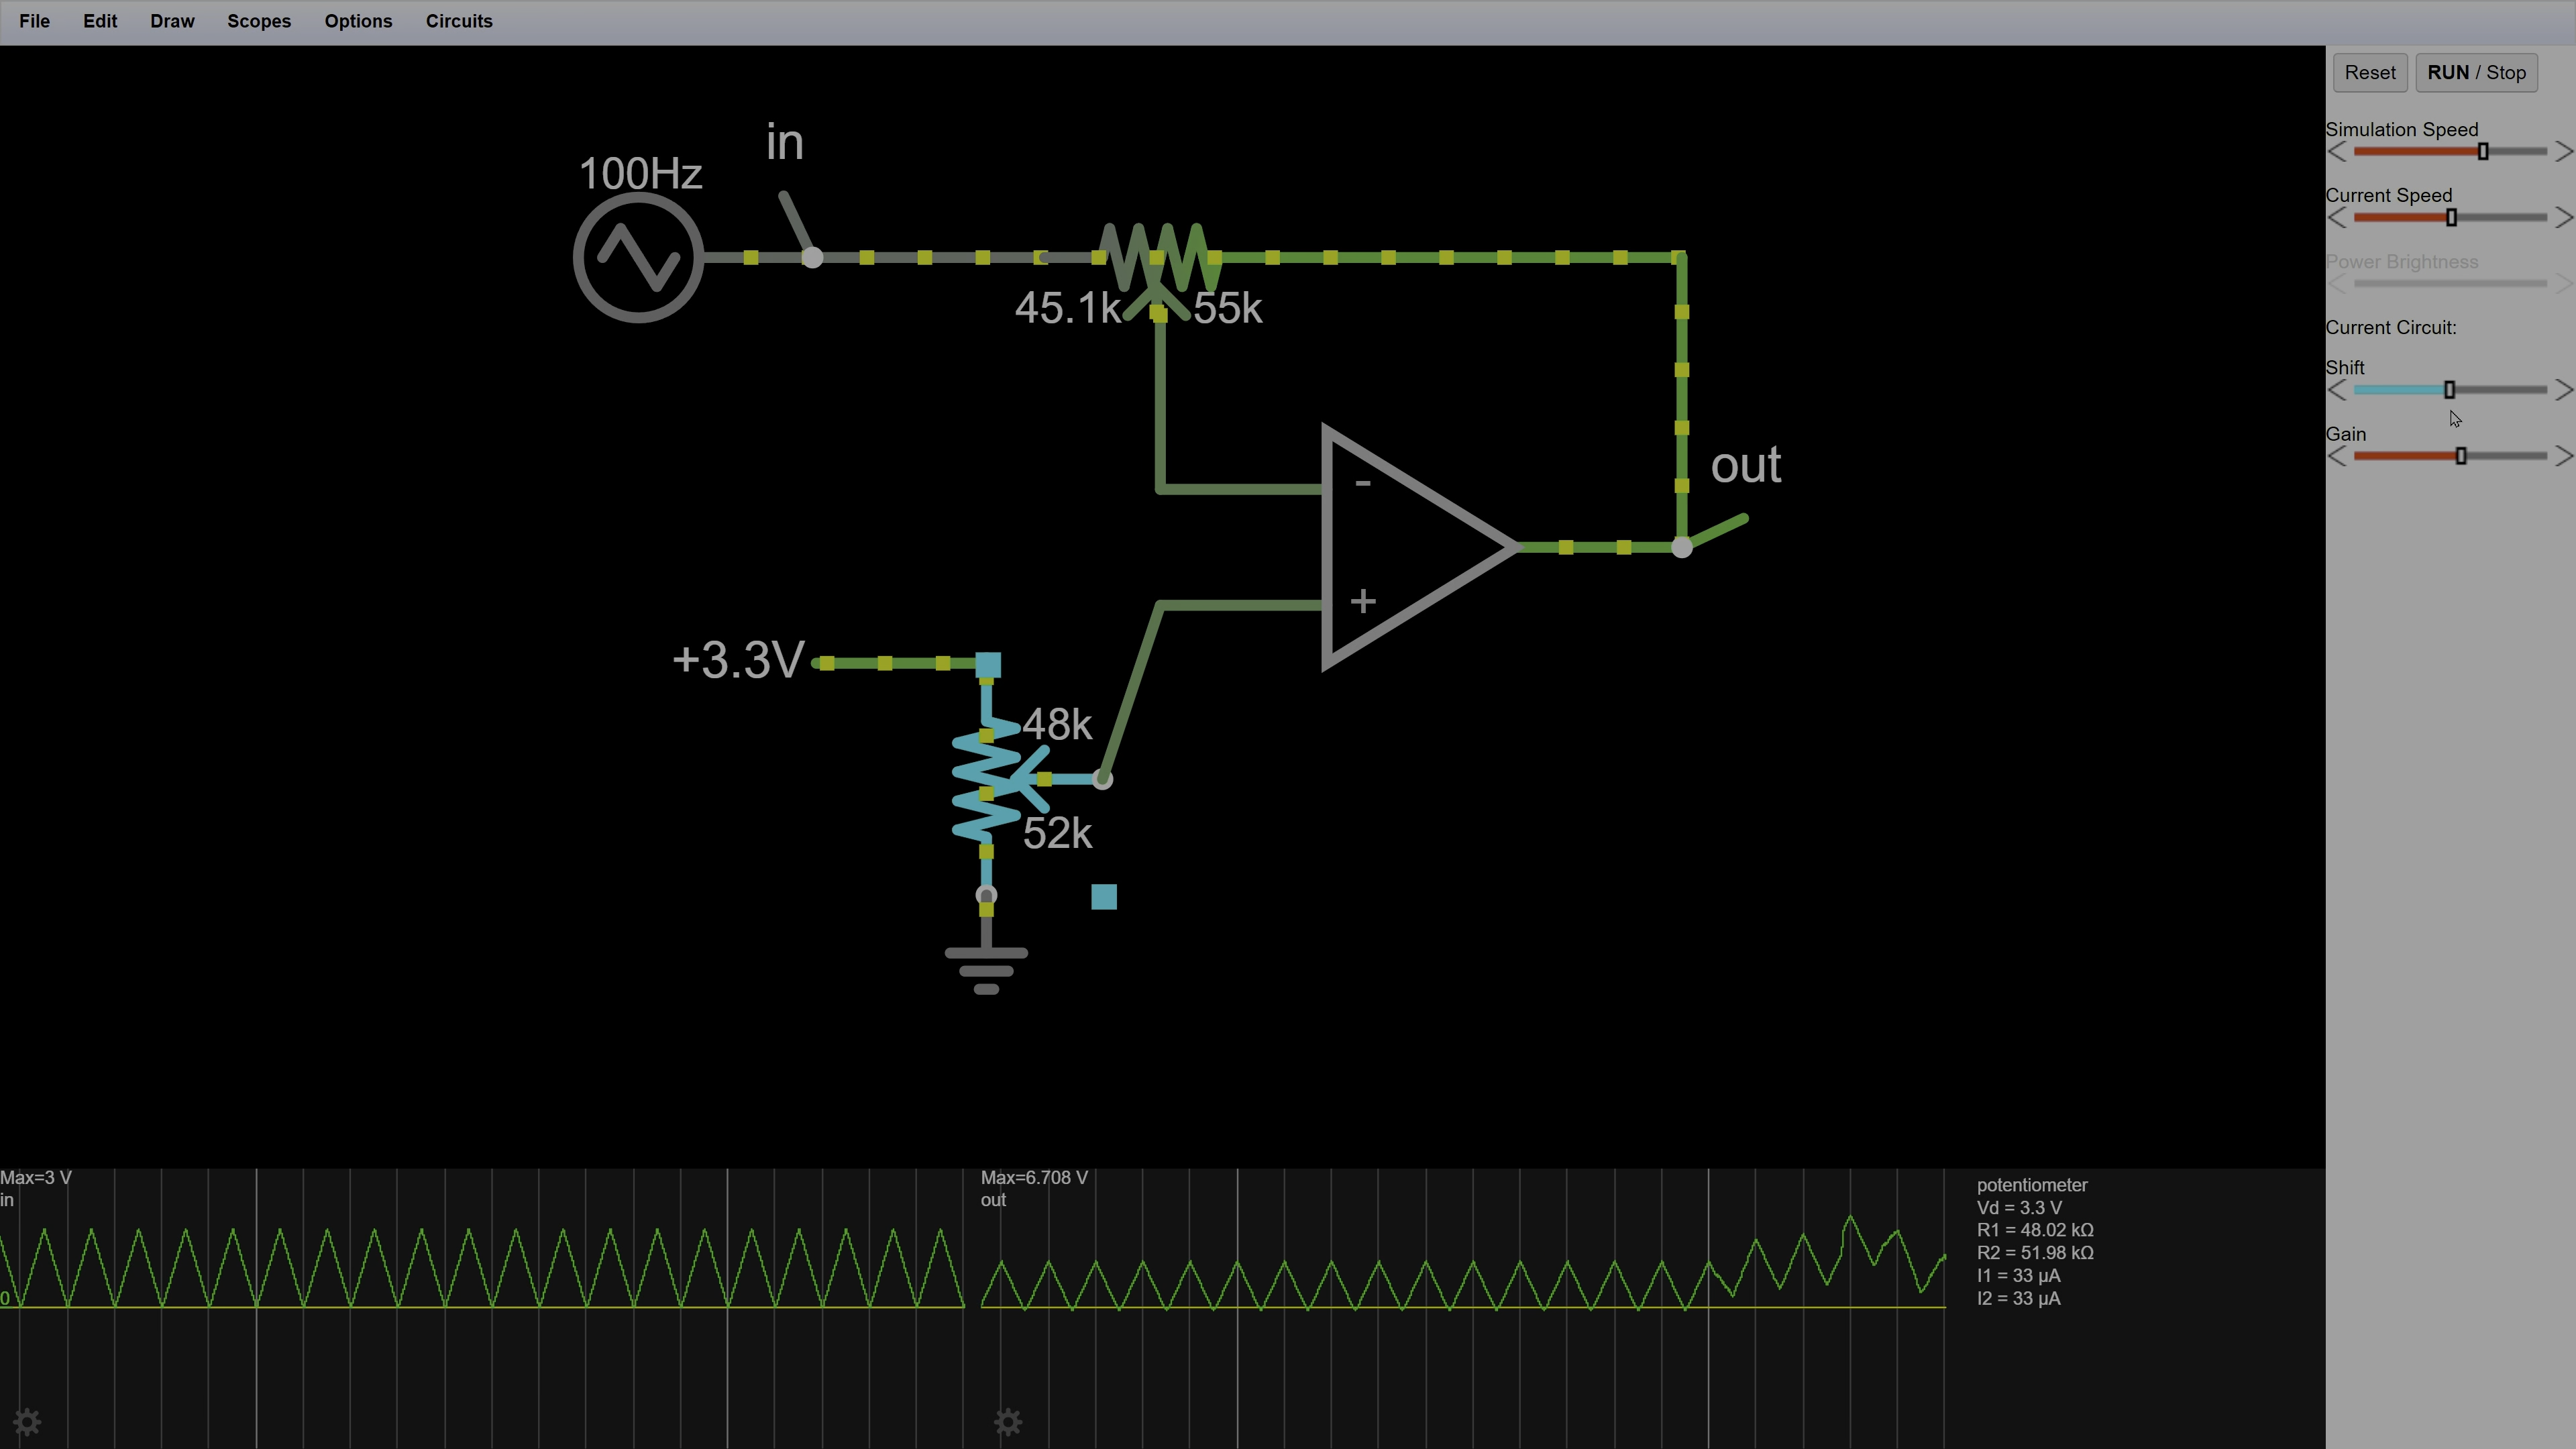 File Edit Draw Scopes Options Circuits
Reset RUN / Stop
Simulation Speed
Current Speed
Power Brightness
Current Circuit:
Shift
Gain
in
100Hz
45.1k 55k
-
out
+
+3.3V
48k
52k
Max=3 V
in
0
Max=6.708 V
out
potentiometer
Vd = 3.3 V
R1 = 48.02 kΩ
R2 = 51.98 kΩ
I1 = 33 μA
I2 = 33 μA